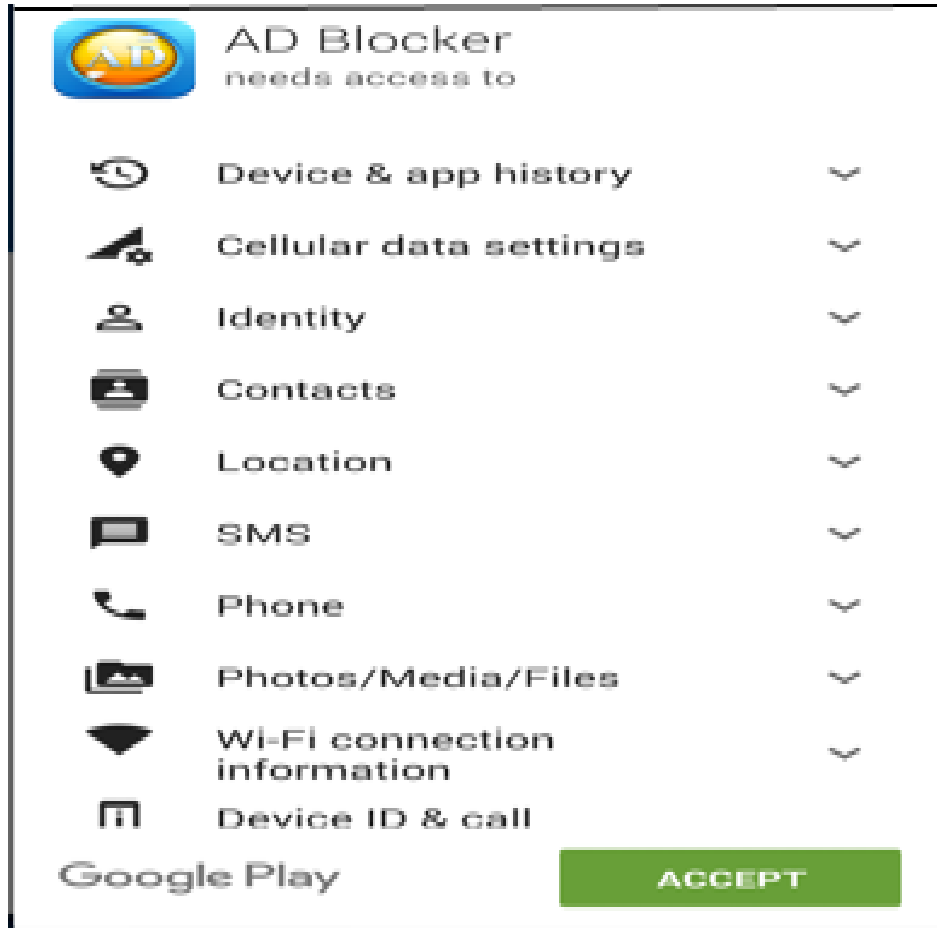 AD
AD Blocker
needs access to
Device & app history
Cellular data settings
Identity
Contacts
Location
SMS
Phone
Photos/Media/Files
Wi-Fi connection
information
Device ID & call
Google Play
ACCEPT